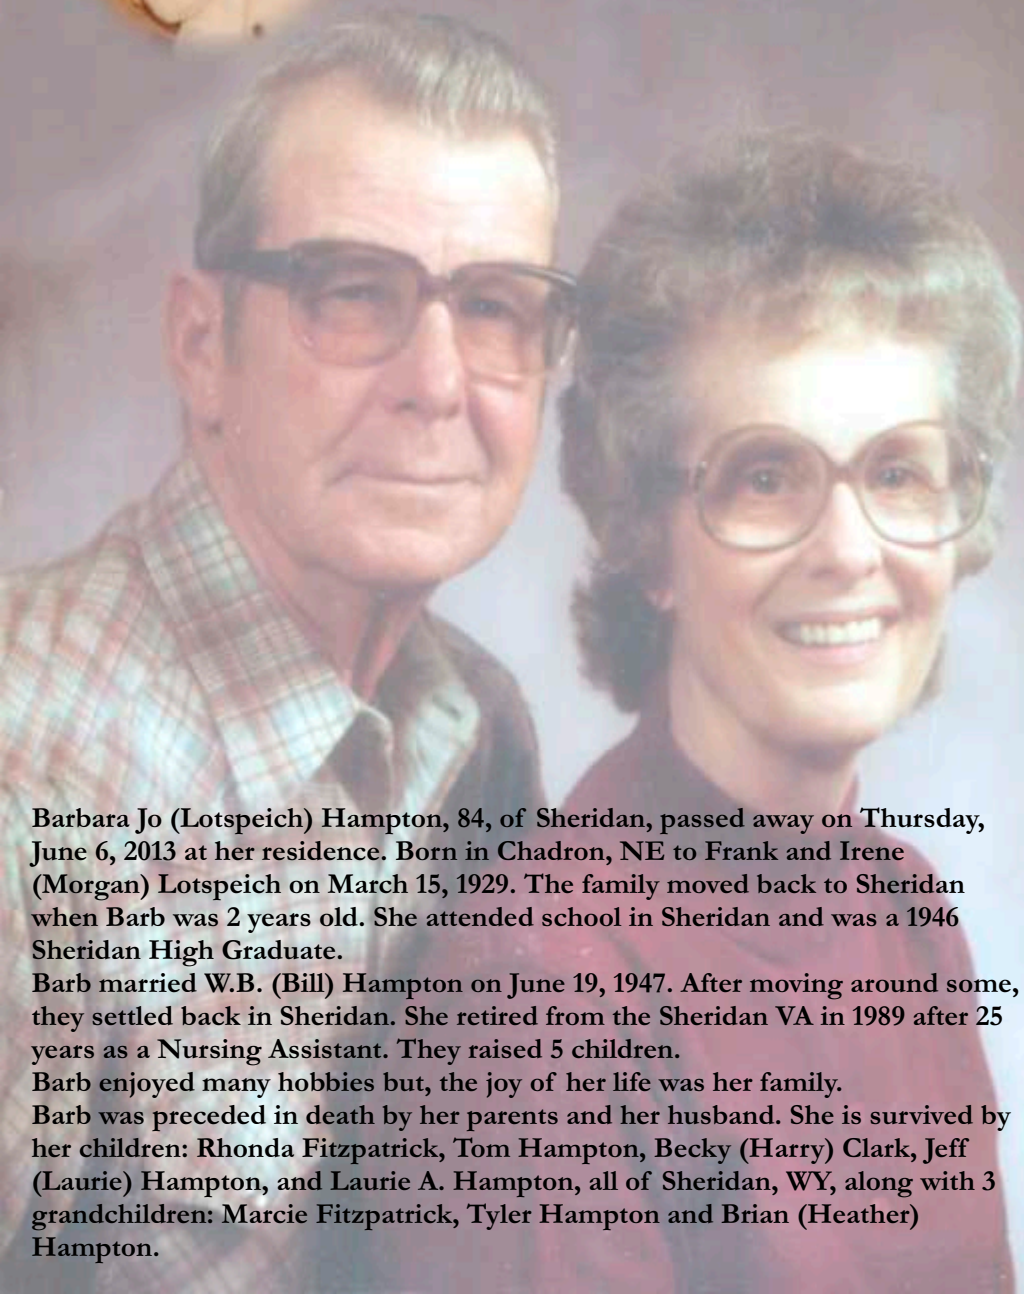 Barbara Jo (Lotspeich) Hampton, 84, of Sheridan, passed away on Thursday,
June 6, 2013 at her residence. Born in Chadron, NE to Frank and Irene
(Morgan) Lotspeich on March 15, 1929. The family moved back to Sheridan
when Barb was 2 years old. She attended school in Sheridan and was a 1946
Sheridan High Graduate.
Barb married W.B. (Bill) Hampton on June 19, 1947. After moving around some,
they settled back in Sheridan. She retired from the Sheridan VA in 1989 after 25
years as a Nursing Assistant. They raised 5 children.
Barb enjoyed many hobbies but, the joy of her life was her family.
Barb was preceded in death by her parents and her husband. She is survived by
her children: Rhonda Fitzpatrick, Tom Hampton, Becky (Harry) Clark, Jeff
(Laurie) Hampton, and Laurie A. Hampton, all of Sheridan, WY, along with 3
grandchildren: Marcie Fitzpatrick, Tyler Hampton and Brian (Heather)
Hampton.